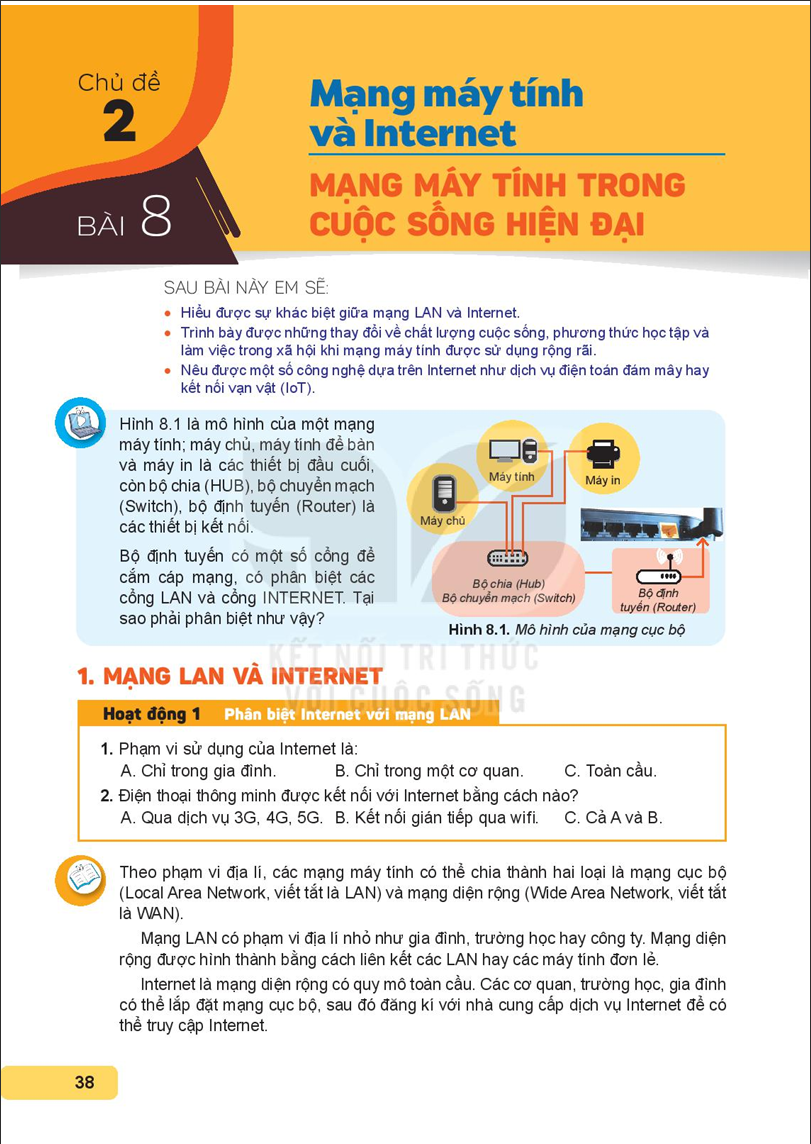 Chủ đề
2
BÀI 8
Mạng máy tính
và Internet
MẠNG MÁY TÍNH TRONG
CUỘC SỐNG HIỆN ĐẠI
SAU BÀI NÀY EM SẼ:
• Hiểu được sự khác biệt giữa mạng LAN và Internet.
• Trình bày được những thay đổi về chất lượng cuộc sống, phương thức học tập và
làm việc trong xã hội khi mạng máy tính được sử dụng rộng rãi.
• Nêu được một số công nghệ dựa trên Internet như dịch vụ điện toán đám mây hay
kết nối vạn vật (IoT).
Hình 8.1 là mô hình của một mạng
máy tính; máy chủ, máy tính để bàn
và máy in là các thiết bị đầu cuối,
còn bộ chia (HUB), bộ chuyển mạch
(Switch), bộ định tuyến (Router) là
các thiết bị kết nối.
Bộ định tuyến có một số cổng để
cắm cáp mạng, có phân biệt các
cổng LAN và cổng INTERNET. Tại
sao phải phân biệt như vậy?
Máy tính
Máy in
Máy chủ
Bộ chia (Hub)
Bộ chuyển mạch (Switch)
Bộ định
tuyến (Router)
Hình 8.1. Mô hình của mạng cục bộ
KẾT NỐI TRI THỨC
VỚI CUỘC SỐNG
1. MẠNG LAN VÀ INTERNET
Hoạt động 1 Phân biệt Internet với mạng LAN
1. Phạm vi sử dụng của Internet là:
A. Chỉ trong gia đình. B. Chỉ trong một cơ quan. C. Toàn cầu.
2. Điện thoại thông minh được kết nối với Internet bằng cách nào?
A. Qua dịch vụ 3G, 4G, 5G. B. Kết nối gián tiếp qua wifi. C. Cả A và B.
Theo phạm vi địa lí, các mạng máy tính có thể chia thành hai loại là mạng cục bộ
(Local Area Network, viết tắt là LAN) và mạng diện rộng (Wide Area Network, viết tắt
là WAN).
Mạng LAN có phạm vi địa lí nhỏ như gia đình, trường học hay công ty. Mạng diện
rộng được hình thành bằng cách liên kết các LAN hay các máy tính đơn lẻ.
Internet là mạng diện rộng có quy mô toàn cầu. Các cơ quan, trường học, gia đình
có thể lắp đặt mạng cục bộ, sau đó đăng kí với nhà cung cấp dịch vụ Internet để có
thể truy cập Internet.
38